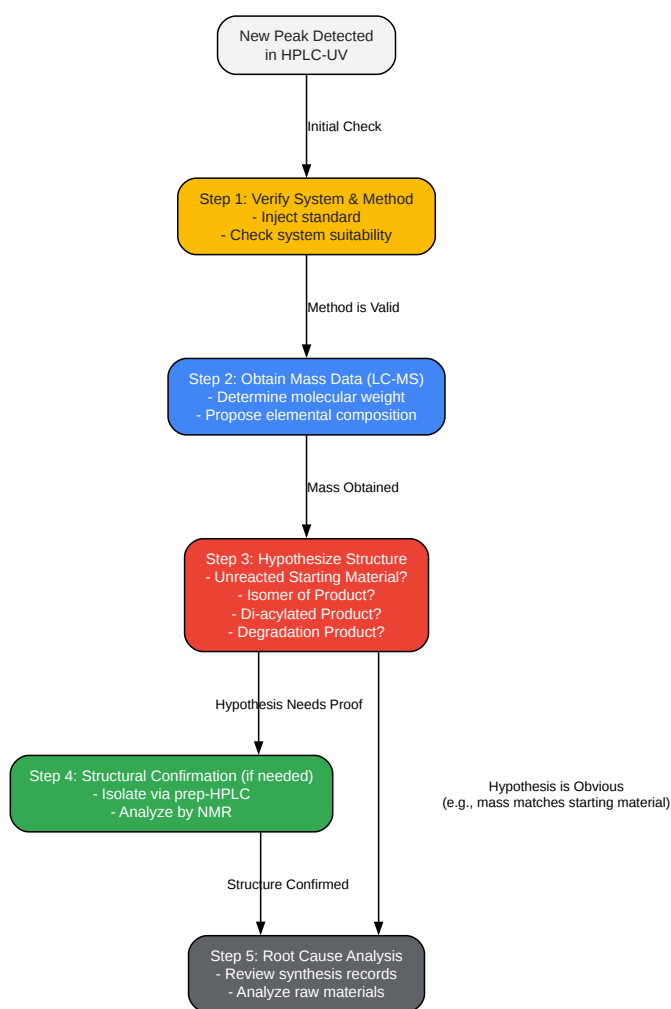 New Peak Detected
in HPLC-UV
Initial Check
Step 1: Verify System & Method
- Inject standard
- Check system suitability
Method is Valid
Step 2: Obtain Mass Data (LC-MS)
- Determine molecular weight
- Propose elemental composition
Mass Obtained
Step 3: Hypothesize Structure
- Unreacted Starting Material?
- Isomer of Product?
- Di-acylated Product?
- Degradation Product?
Hypothesis Needs Proof
Step 4: Structural Confirmation (if needed)
- Isolate via prep-HPLC
- Analyze by NMR
Hypothesis is Obvious
(e.g., mass matches starting material)
Structure Confirmed
Step 5: Root Cause Analysis
- Review synthesis records
- Analyze raw materials